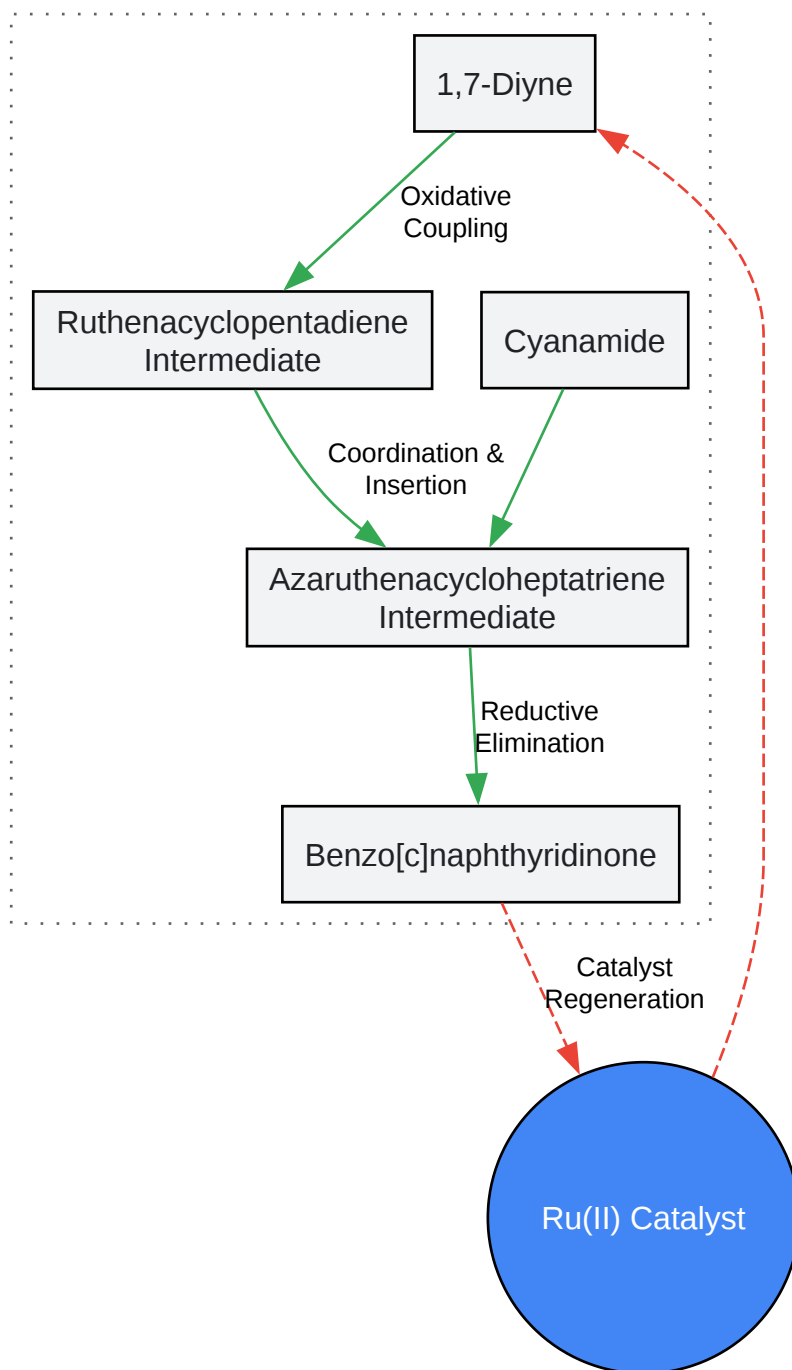 1,7-Diyne
Oxidative
Coupling
Ruthenacyclopentadiene
Intermediate
Cyanamide
Coordination &
Insertion
Azaruthenacycloheptatriene
Intermediate
Reductive
Elimination
Benzo[c]naphthyridinone
Catalyst
Regeneration
Ru(II) Catalyst